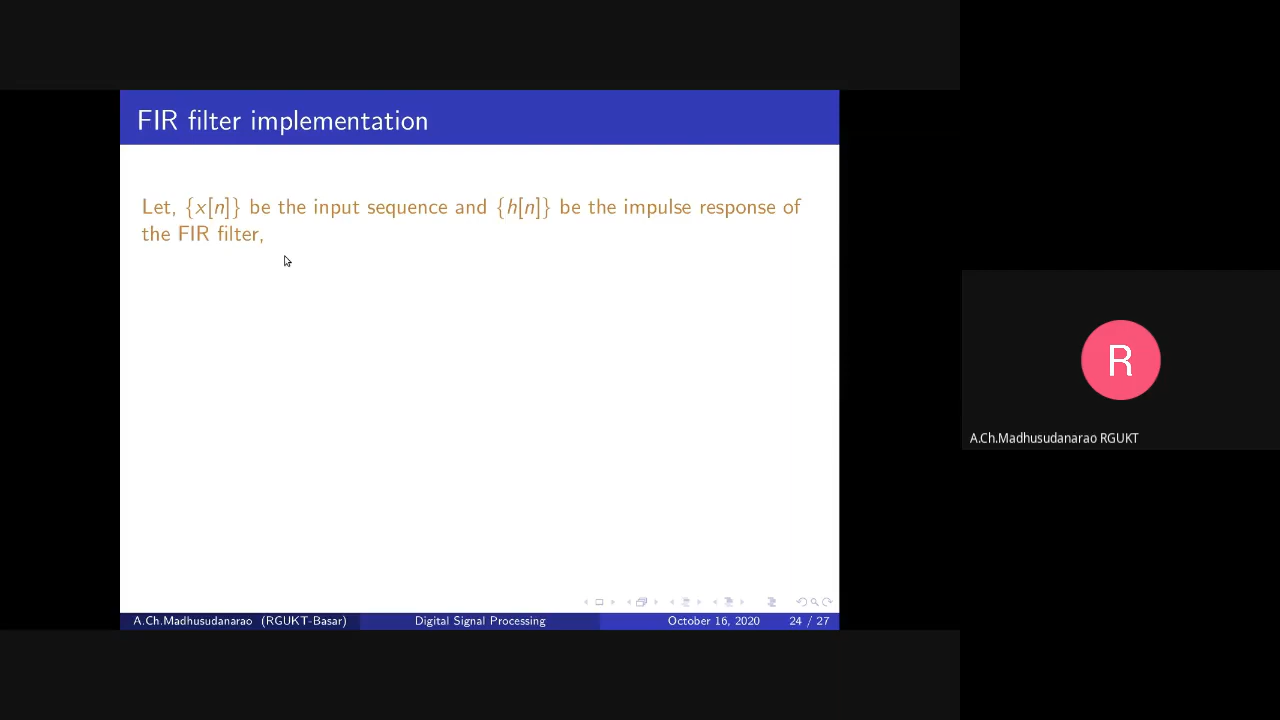 FIR filter implementation
Let, {x[n]} be the input sequence and {h[n]} be the impulse response of
the FIR filter,
R
A.Ch.Madhusudanarao RGUKT
A.Ch.Madhusudanarao (RGUKT-Basar) Digital Signal Processing October 16, 2020 24 / 27